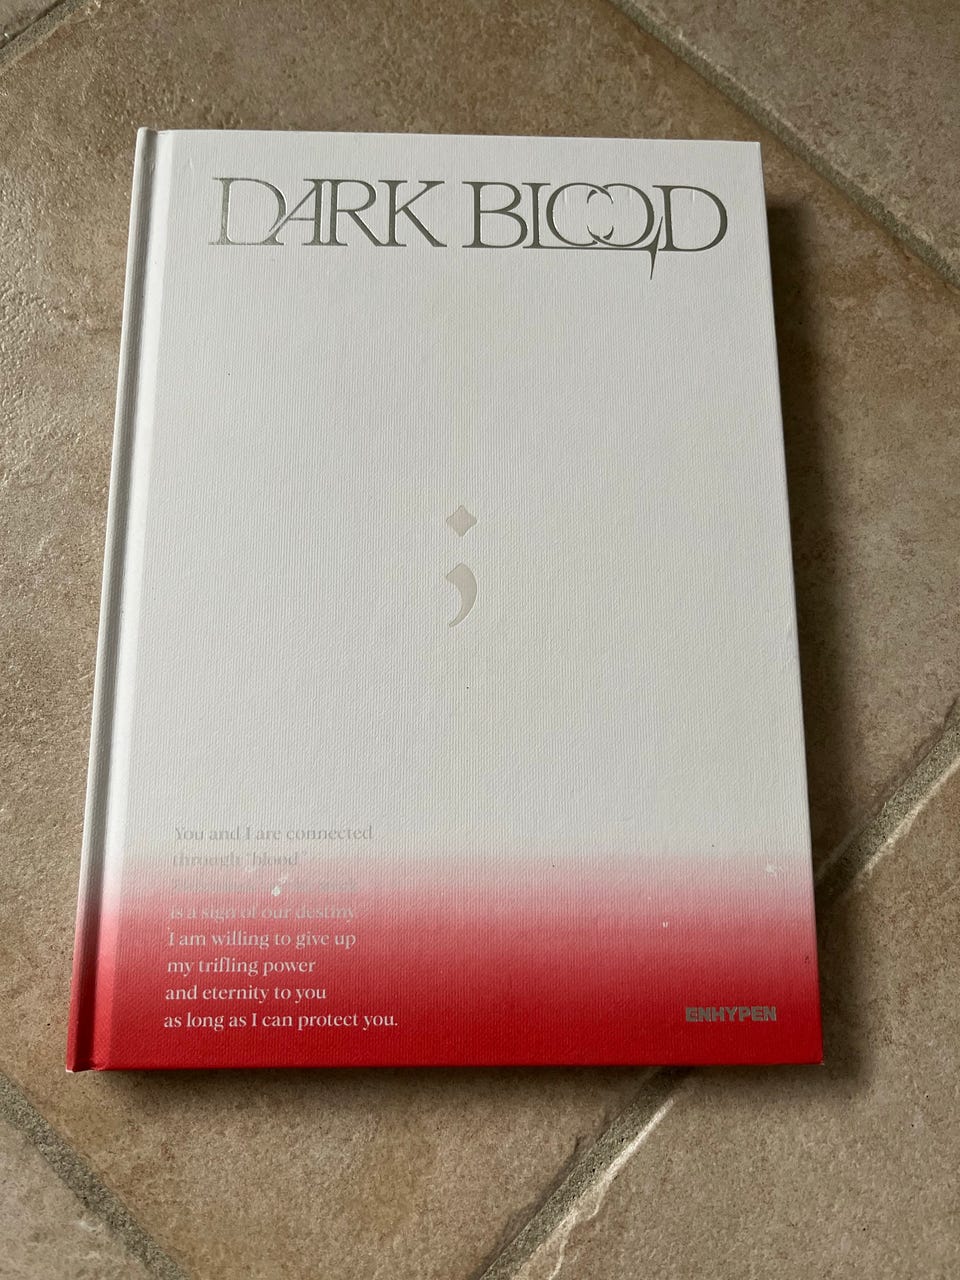 DARK BLOOD
;
You and I are connected
through "blood"
is a sign of our destiny
I am willing to give up
my trifling power
and eternity to you
as long as I can protect you.
ENHYPEN